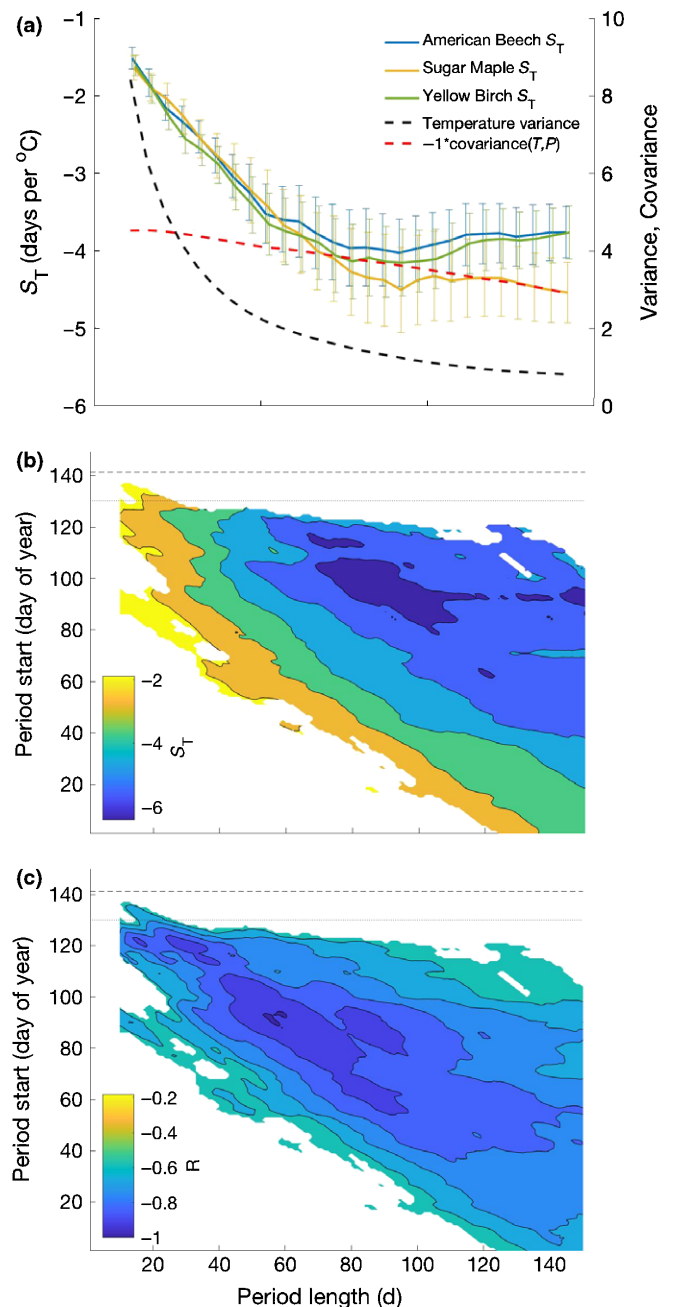 (a)
−1
−2
−3
−4
−5
−6
S_T (days per °C)
10
8
6
4
2
0
Variance, Covariance
American Beech S_T
Sugar Maple S_T
Yellow Birch S_T
Temperature variance
−1*covariance(T,P)
(b)
140
120
100
80
60
40
20
Period start (day of year)
−2
−4
−6
S_T
(c)
140
120
100
80
60
40
20
Period start (day of year)
−0.2
−0.4
−0.6
−0.8
−1
R
20 40 60 80 100 120 140
Period length (d)